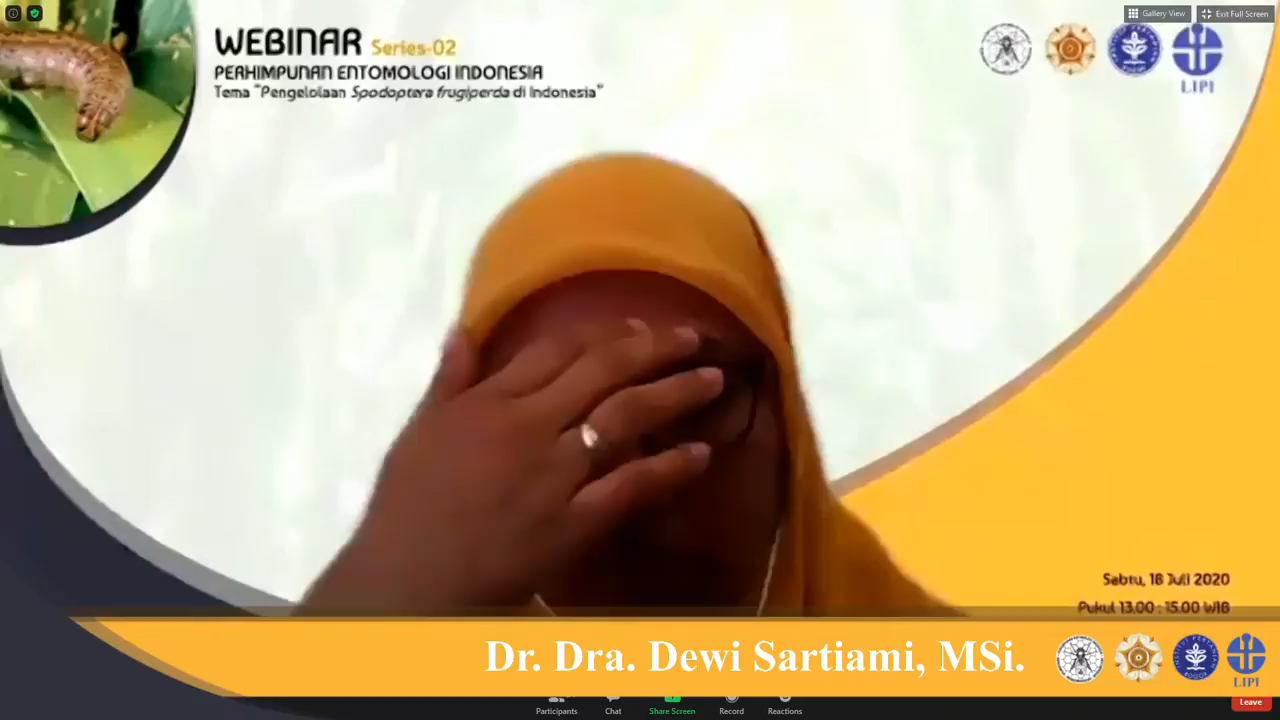 Gallery View
Exit Full Screen
WEBINAR Series-02
PERHIMPUNAN ENTOMOLOGI INDONESIA
Tema "Pengelolaan Spodoptera frugiperda di Indonesia"
LIPI
Sabtu, 18 Juli 2020
Pukul 13.00 : 15.00 WIB
Dr. Dra. Dewi Sartiami, MSi.
LIPI
Participants
Chat
Share Screen
Record
Reactions
Leave